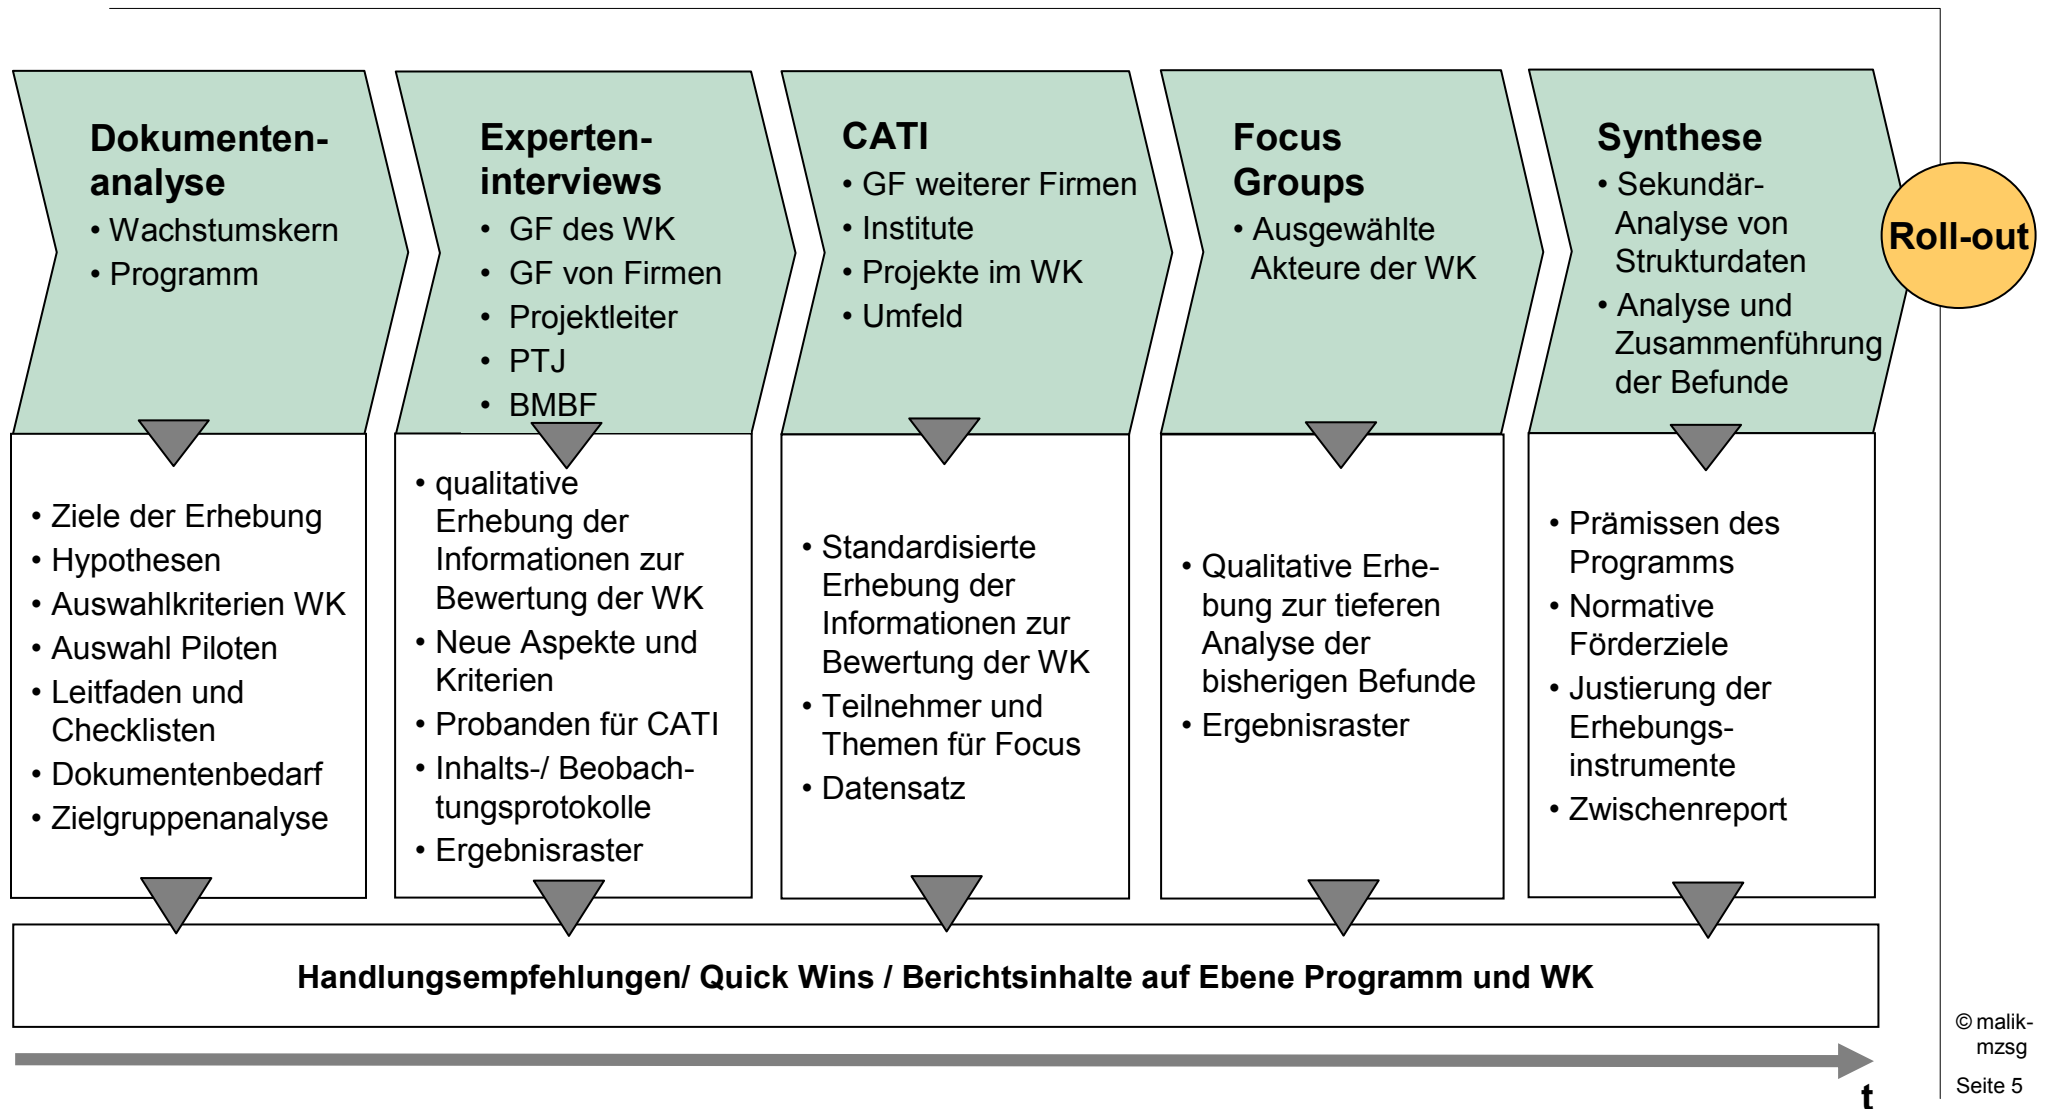 Dokumenten-
analyse
• Wachstumskern
• Programm
Experten-
interviews
• GF des WK
• GF von Firmen
• Projektleiter
• PTJ
• BMBF
CATI
• GF weiterer Firmen
• Institute
• Projekte im WK
• Umfeld
Focus
Groups
• Ausgewählte
Akteure der WK
Synthese
• Sekundär-
Analyse von
Strukturdaten
• Analyse und
Zusammenführung
der Befunde
Roll-out
• Ziele der Erhebung
• Hypothesen
• Auswahlkriterien WK
• Auswahl Piloten
• Leitfaden und
Checklisten
• Dokumentenbedarf
• Zielgruppenanalyse
• qualitative
Erhebung der
Informationen zur
Bewertung der WK
• Neue Aspekte und
Kriterien
• Probanden für CATI
• Inhalts-/ Beobach-
tungsprotokolle
• Ergebnisraster
• Standardisierte
Erhebung der
Informationen zur
Bewertung der WK
• Teilnehmer und
Themen für Focus
• Datensatz
• Qualitative Erhe-
bung zur tieferen
Analyse der
bisherigen Befunde
• Ergebnisraster
• Prämissen des
Programms
• Normative
Förderziele
• Justierung der
Erhebungs-
instrumente
• Zwischenreport
Handlungsempfehlungen/ Quick Wins / Berichtsinhalte auf Ebene Programm und WK
t
© malik-
mzsg
Seite 5